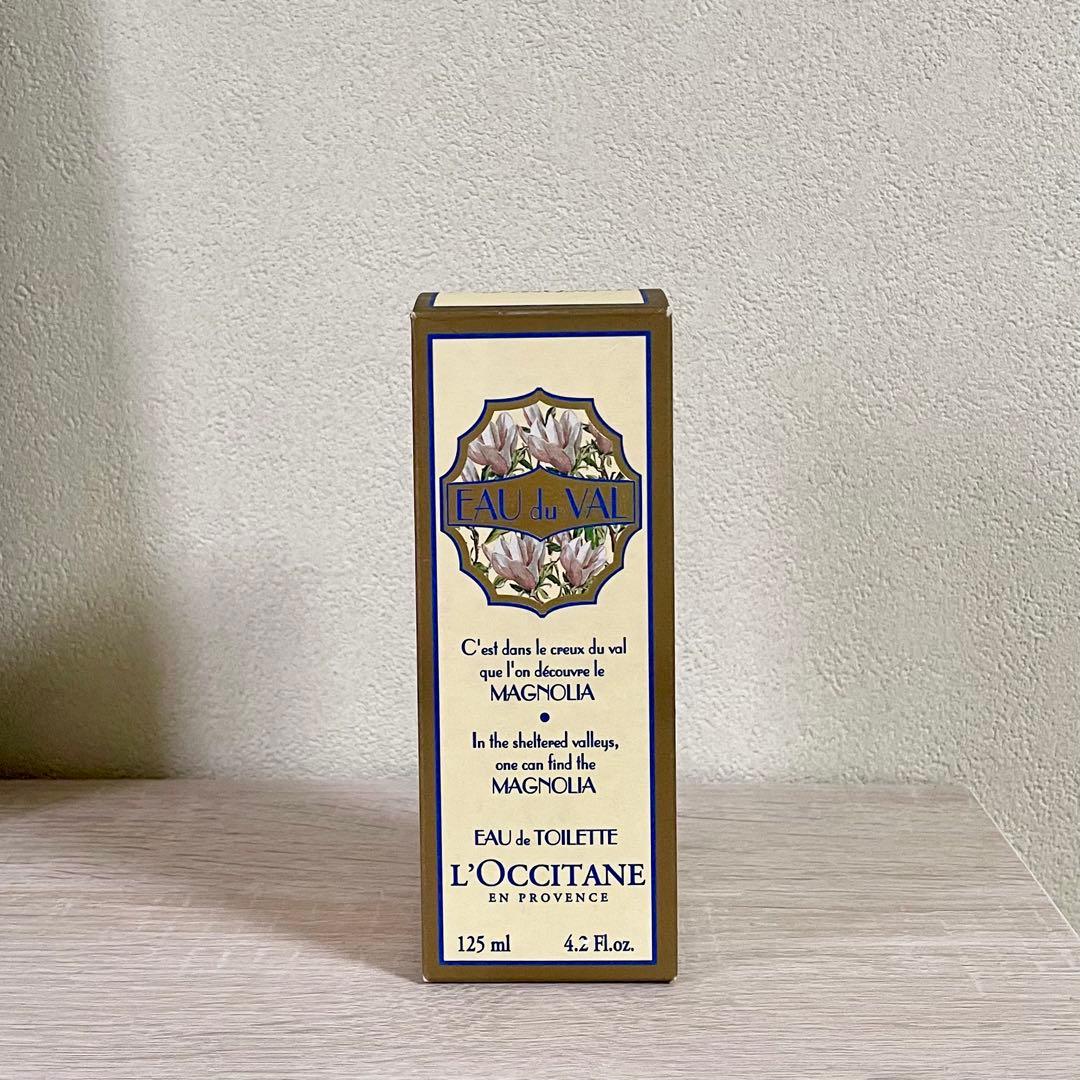 EAU du VAL
C'est dans le creux du val
que l'on découvre le
MAGNOLIA
In the sheltered valleys,
one can find the
MAGNOLIA
EAU de TOILETTE
L'OCCITANE
EN PROVENCE
125 ml 4.2 Fl.oz.